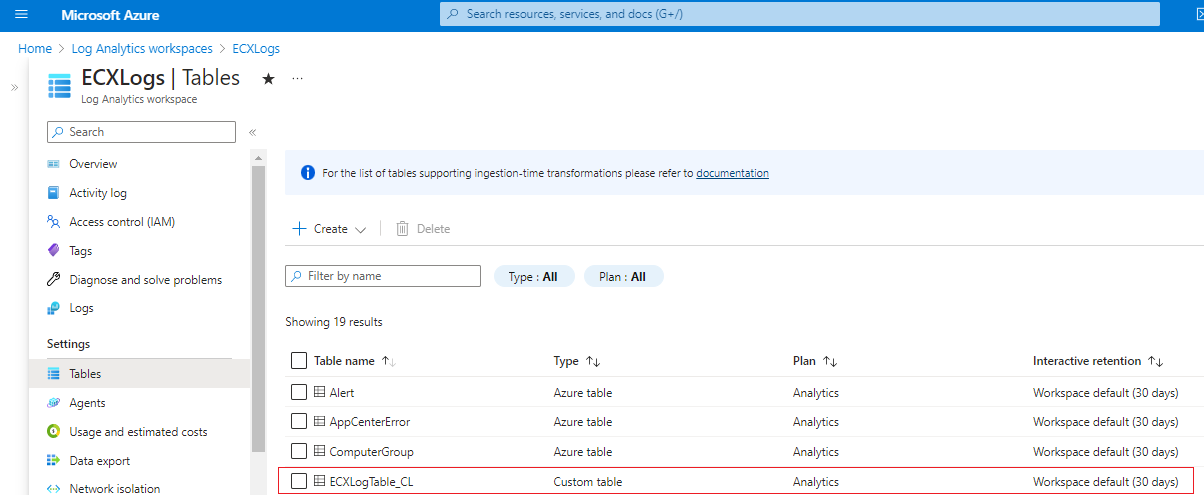 Microsoft Azure
Search resources, services, and docs (G+/)
Home > Log Analytics workspaces > ECXLogs
ECXLogs | Tables
Log Analytics workspace
Search
Overview
Activity log
Access control (IAM)
Tags
Diagnose and solve problems
Logs
Settings
Tables
Agents
Usage and estimated costs
Data export
Network isolation
For the list of tables supporting ingestion-time transformations please refer to documentation
Create Delete
Filter by name Type : All Plan : All
Showing 19 results
Table name Type Plan Interactive retention
Alert Azure table Analytics Workspace default (30 days)
AppCenterError Azure table Analytics Workspace default (30 days)
ComputerGroup Azure table Analytics Workspace default (30 days)
ECXLogTable_CL Custom table Analytics Workspace default (30 days)